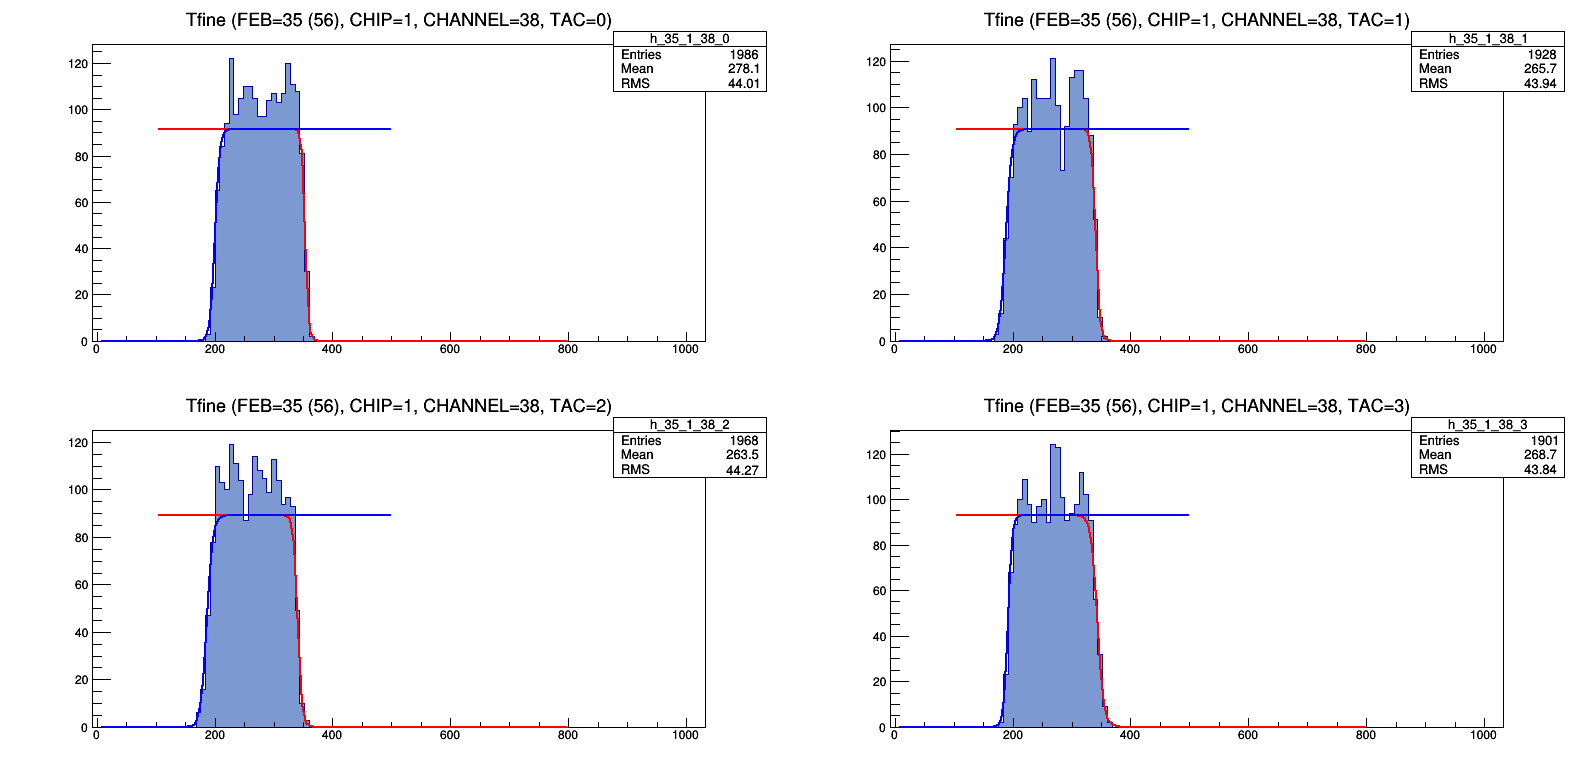 Tfine (FEB=35 (56), CHIP=1, CHANNEL=38, TAC=0)
h_35_1_38_0
Entries 1986
Mean 278.1
RMS 44.01
120
100
80
60
40
20
0
0 200 400 600 800 1000
Tfine (FEB=35 (56), CHIP=1, CHANNEL=38, TAC=1)
h_35_1_38_1
Entries 1928
Mean 265.7
RMS 43.94
120
100
80
60
40
20
0
0 200 400 600 800 1000
Tfine (FEB=35 (56), CHIP=1, CHANNEL=38, TAC=2)
h_35_1_38_2
Entries 1968
Mean 263.5
RMS 44.27
120
100
80
60
40
20
0
0 200 400 600 800 1000
Tfine (FEB=35 (56), CHIP=1, CHANNEL=38, TAC=3)
h_35_1_38_3
Entries 1901
Mean 268.7
RMS 43.84
120
100
80
60
40
20
0
0 200 400 600 800 1000